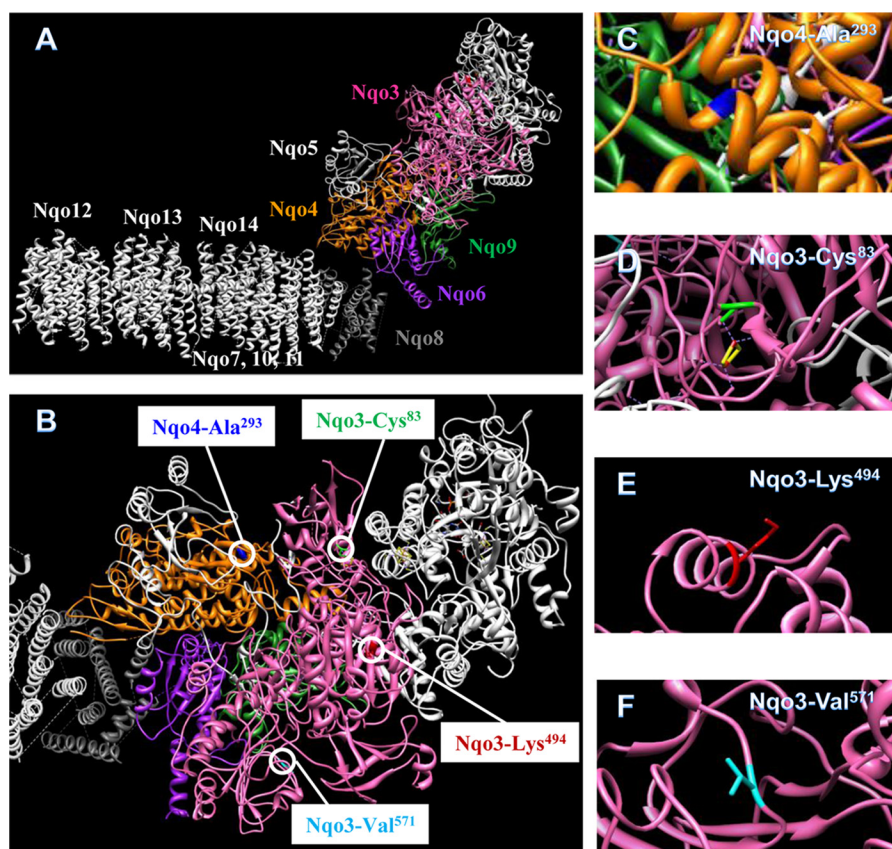 A
Nqo3
Nqo5
Nqo4
Nqo12
Nqo13
Nqo14
Nqo9
Nqo6
Nqo8
Nqo7, 10, 11
B
Nqo4-Ala²⁹³
Nqo3-Cys⁸³
Nqo3-Lys⁴⁹⁴
Nqo3-Val⁵⁷¹
C
Nqo4-Ala²⁹³
D
Nqo3-Cys⁸³
E
Nqo3-Lys⁴⁹⁴
F
Nqo3-Val⁵⁷¹